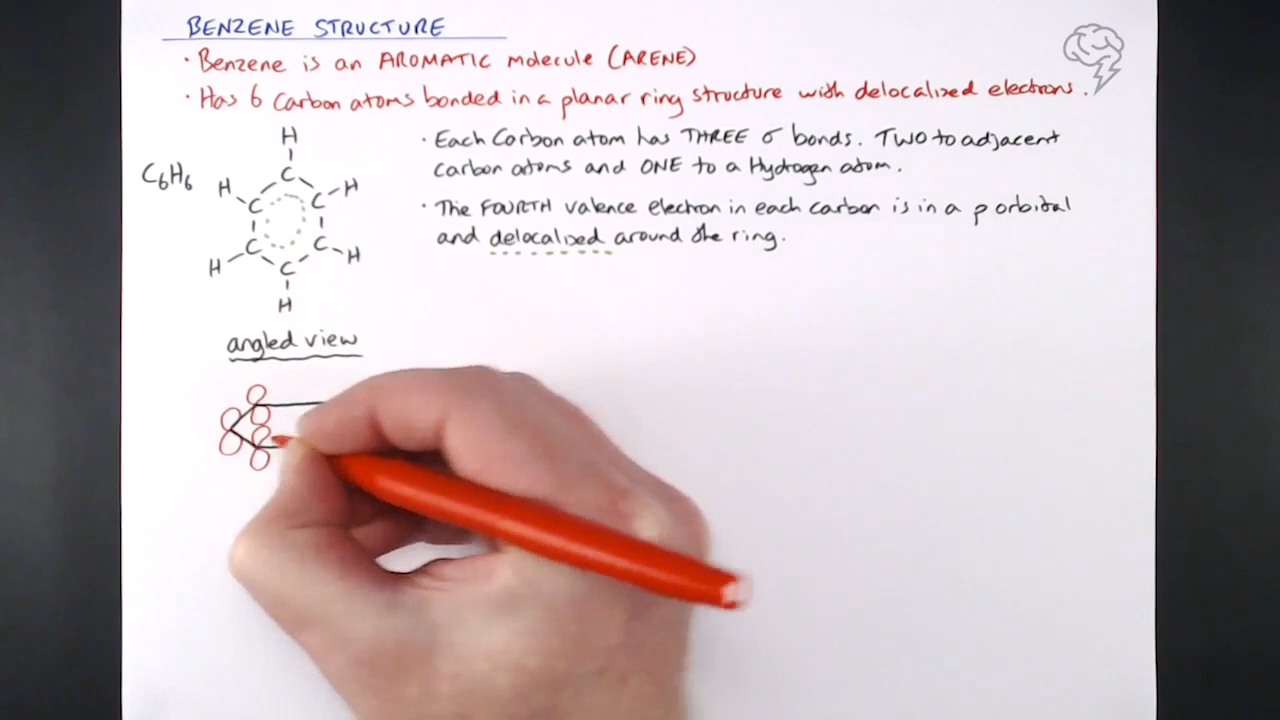 BENZENE STRUCTURE
· Benzene is an AROMATIC molecule (ARENE)
· Has 6 Carbon atoms bonded in a planar ring structure with delocalised electrons.
· Each Carbon atom has THREE σ bonds. TWO to adjacent
carbon atoms and ONE to a Hydrogen atom.
· The FOURTH valence electron in each carbon is in a p orbital
and delocalised around the ring.
C₆H₆
H
C
H C C H
H C C H
C
H
angled view